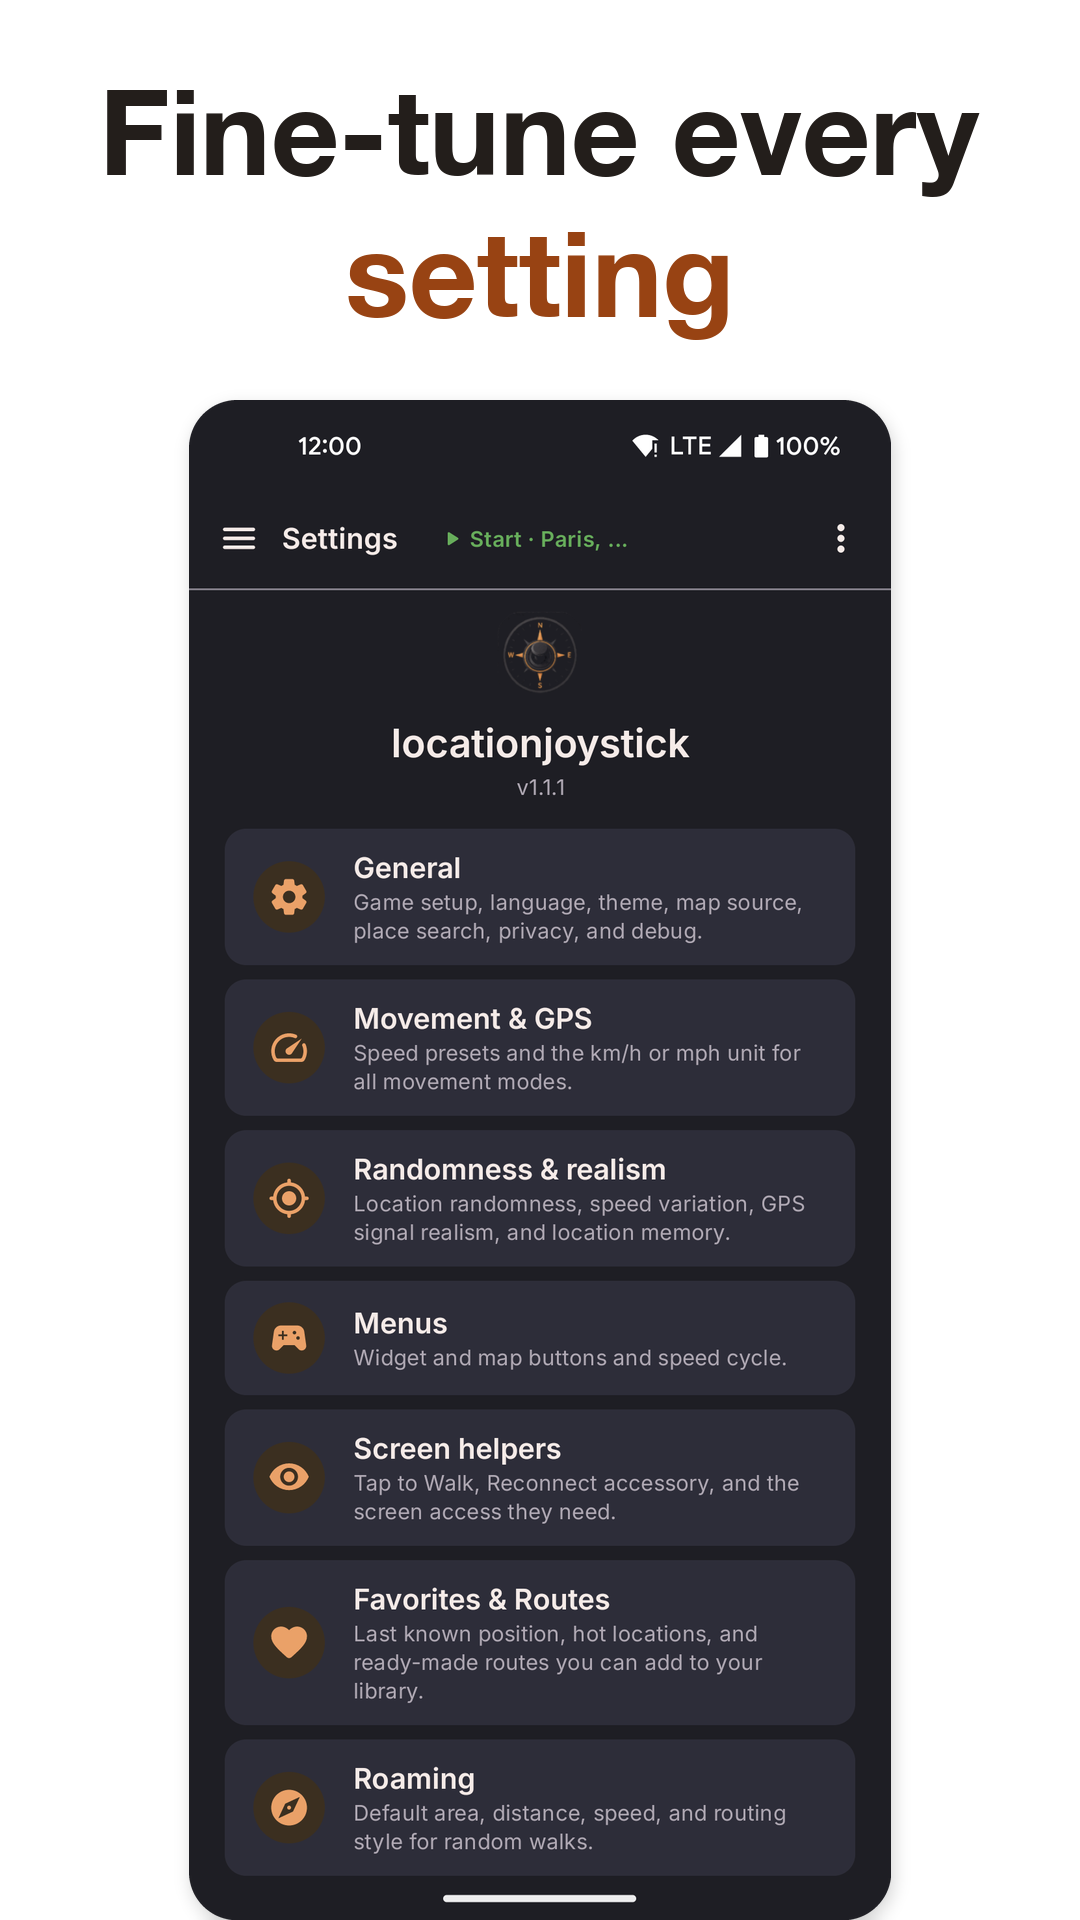 Fine-tune every
setting
12:00
LTE
100%
Settings
Start · Paris, ...
N
W
E
S
locationjoystick
v1.1.1
General
Game setup, language, theme, map source,
place search, privacy, and debug.
Movement & GPS
Speed presets and the km/h or mph unit for
all movement modes.
Randomness & realism
Location randomness, speed variation, GPS
signal realism, and location memory.
Menus
Widget and map buttons and speed cycle.
Screen helpers
Tap to Walk, Reconnect accessory, and the
screen access they need.
Favorites & Routes
Last known position, hot locations, and
ready-made routes you can add to your
library.
Roaming
Default area, distance, speed, and routing
style for random walks.